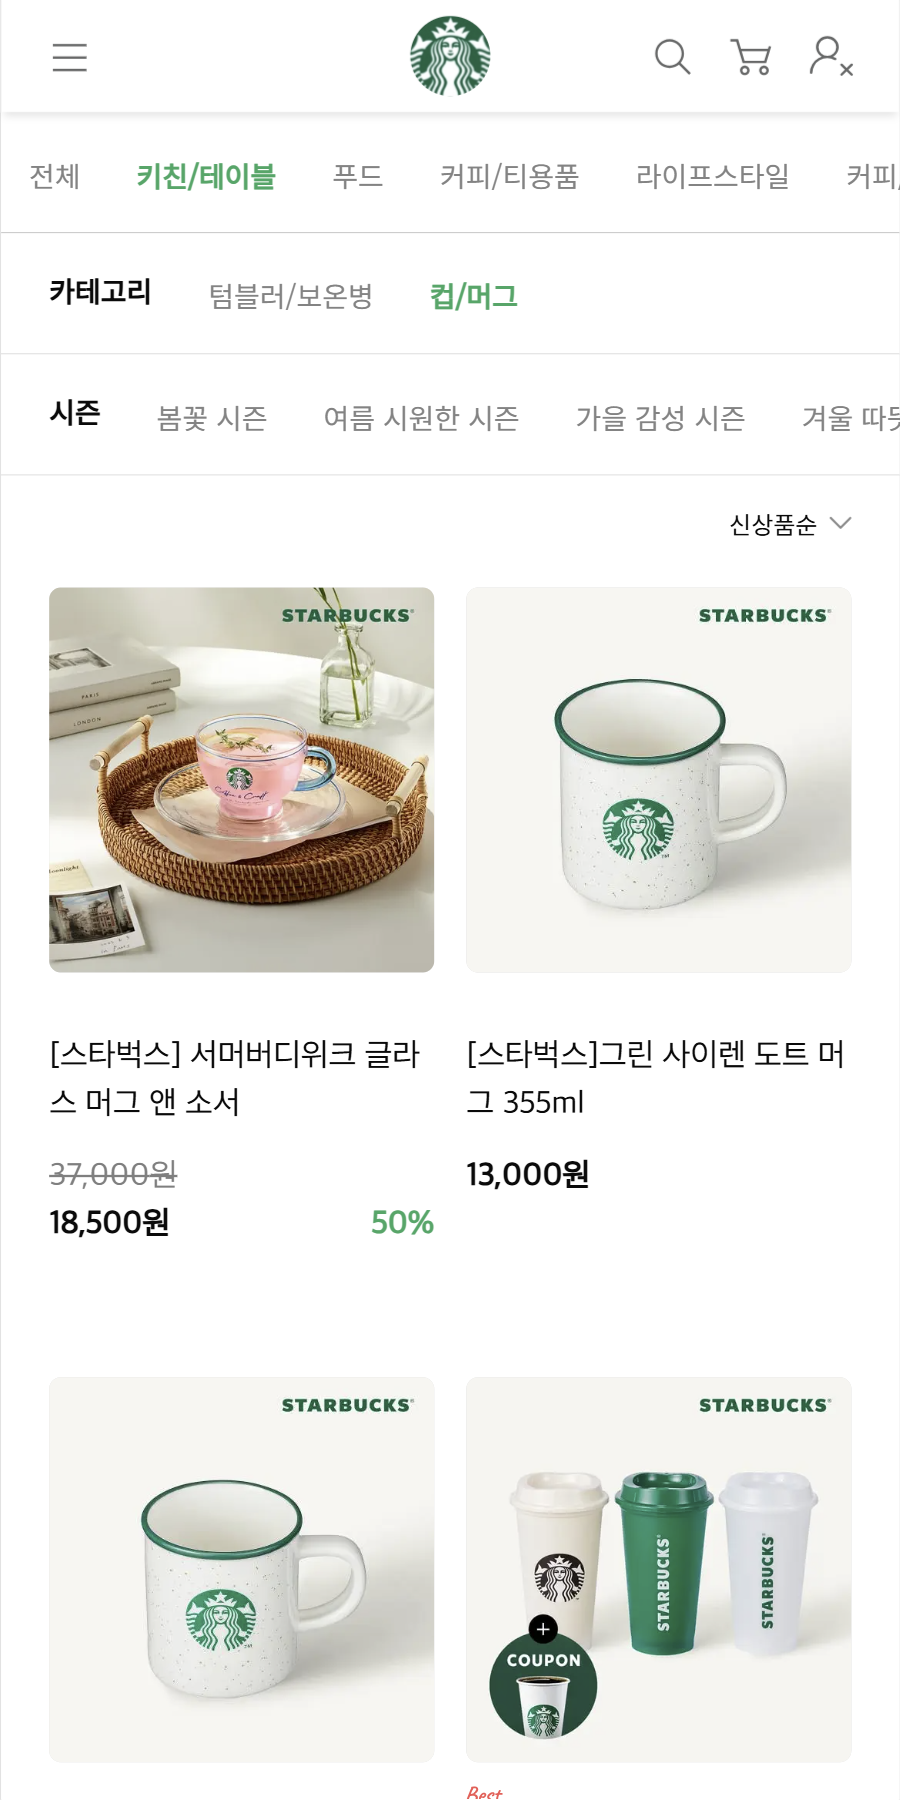 전체 키친/테이블 푸드 커피/티용품 라이프스타일 커피/
카테고리 텀블러/보온병 컵/머그
시즌 봄꽃 시즌 여름 시원한 시즌 가을 감성 시즌 겨울
신상품순
STARBUCKS
PARIS
LONDON
STARBUCKS
TM
[스타벅스] 서머버디위크 글라
스 머그 앤 소서
37,000원
18,500원 50%
[스타벅스]그린 사이렌 도트 머
그 355ml
13,000원
STARBUCKS
TM
STARBUCKS
STARBUCKS
STARBUCKS
+
COUPON
Best